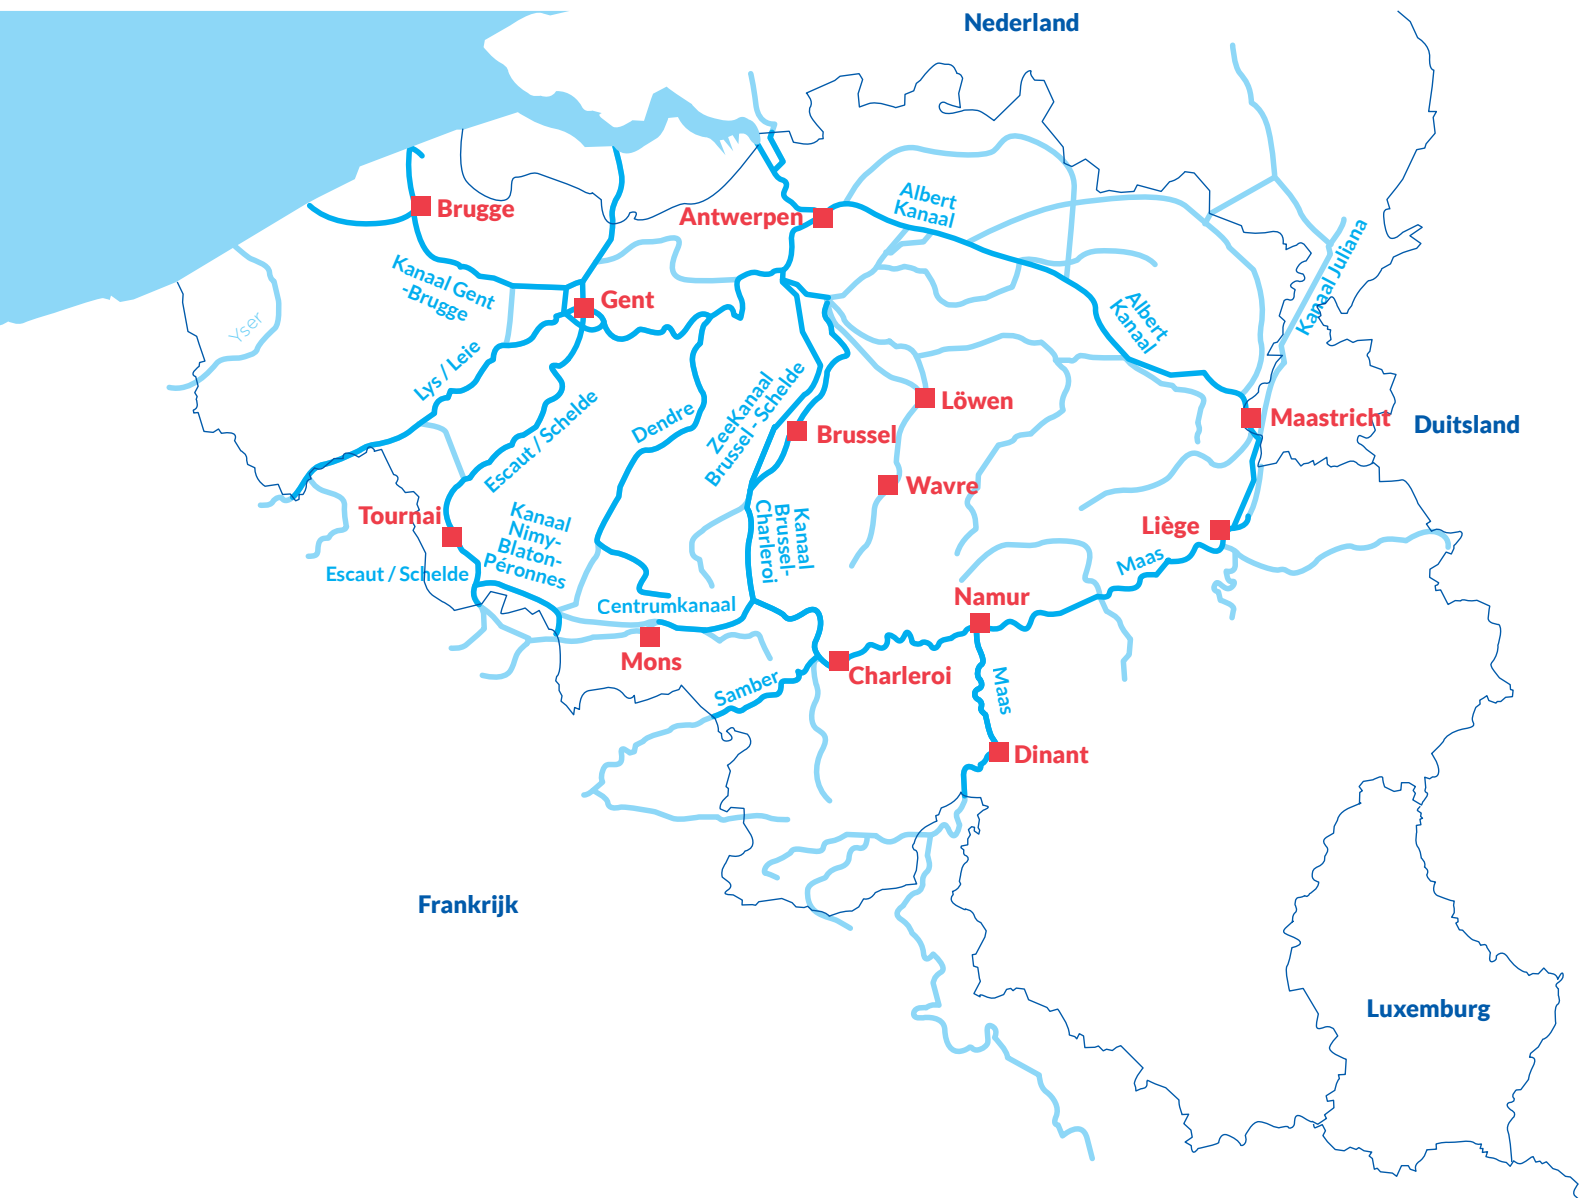 Nederland
Brugge
Antwerpen
Albert
Kanaal
Kanaal Juliana
Kanaal Gent
-Brugge
Gent
Yser
Albert
Kanaal
Lys / Leie
Escaut / Schelde
Dendre
ZeeKanaal
Brussel - Schelde
Löwen
Brussel
Maastricht
Duitsland
Wavre
Tournai
Kanaal
Nimy-
Blaton-
Péronnes
Kanaal
Brussel-
Charleroi
Liège
Escaut / Schelde
Maas
Centrumkanaal
Namur
Mons
Charleroi
Samber
Maas
Dinant
Frankrijk
Luxemburg